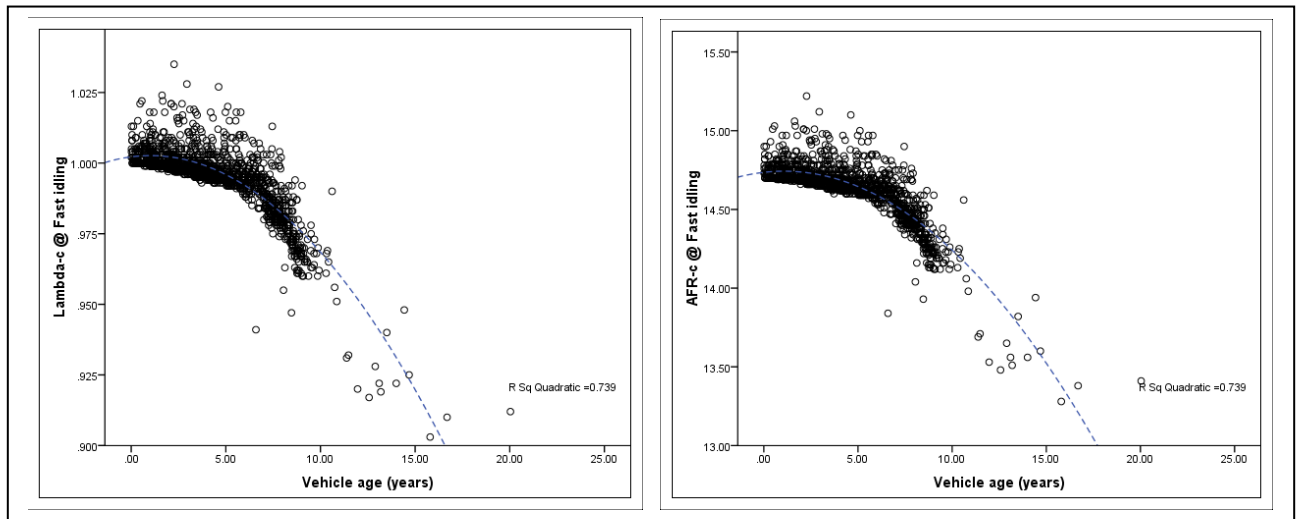 Lambda-c @ Fast idling
1.025
1.000
.975
.950
.925
.900
R Sq Quadratic =0.739
.00 5.00 10.00 15.00 20.00 25.00
Vehicle age (years)
AFR-c @ Fast idling
15.50
15.00
14.50
14.00
13.50
13.00
R Sq Quadratic =0.739
.00 5.00 10.00 15.00 20.00 25.00
Vehicle age (years)